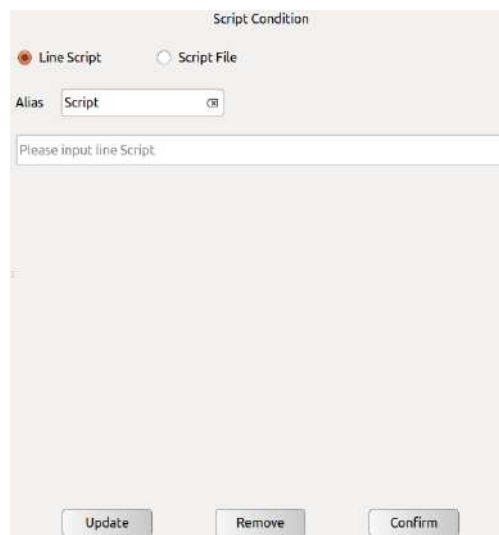 Script Condition
Line Script Script File
Alias Script
Please input line Script
Update Remove Confirm